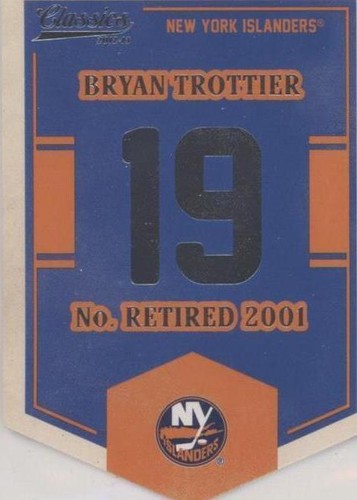 Classics
NEW YORK ISLANDERS®
BRYAN TROTTIER
19
No. RETIRED 2001
NY
ISLANDERS